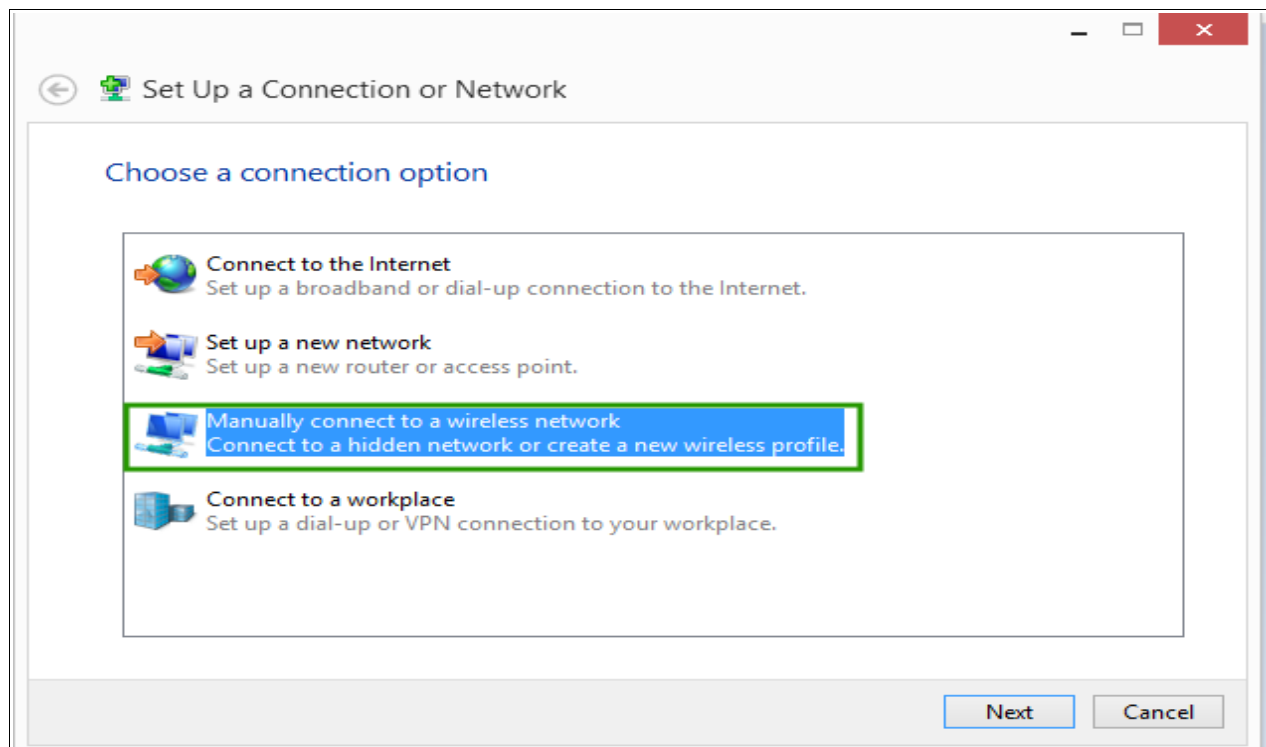 Set Up a Connection or Network
Choose a connection option
Connect to the Internet
Set up a broadband or dial-up connection to the Internet.
Set up a new network
Set up a new router or access point.
Manually connect to a wireless network
Connect to a hidden network or create a new wireless profile.
Connect to a workplace
Set up a dial-up or VPN connection to your workplace.
Next
Cancel